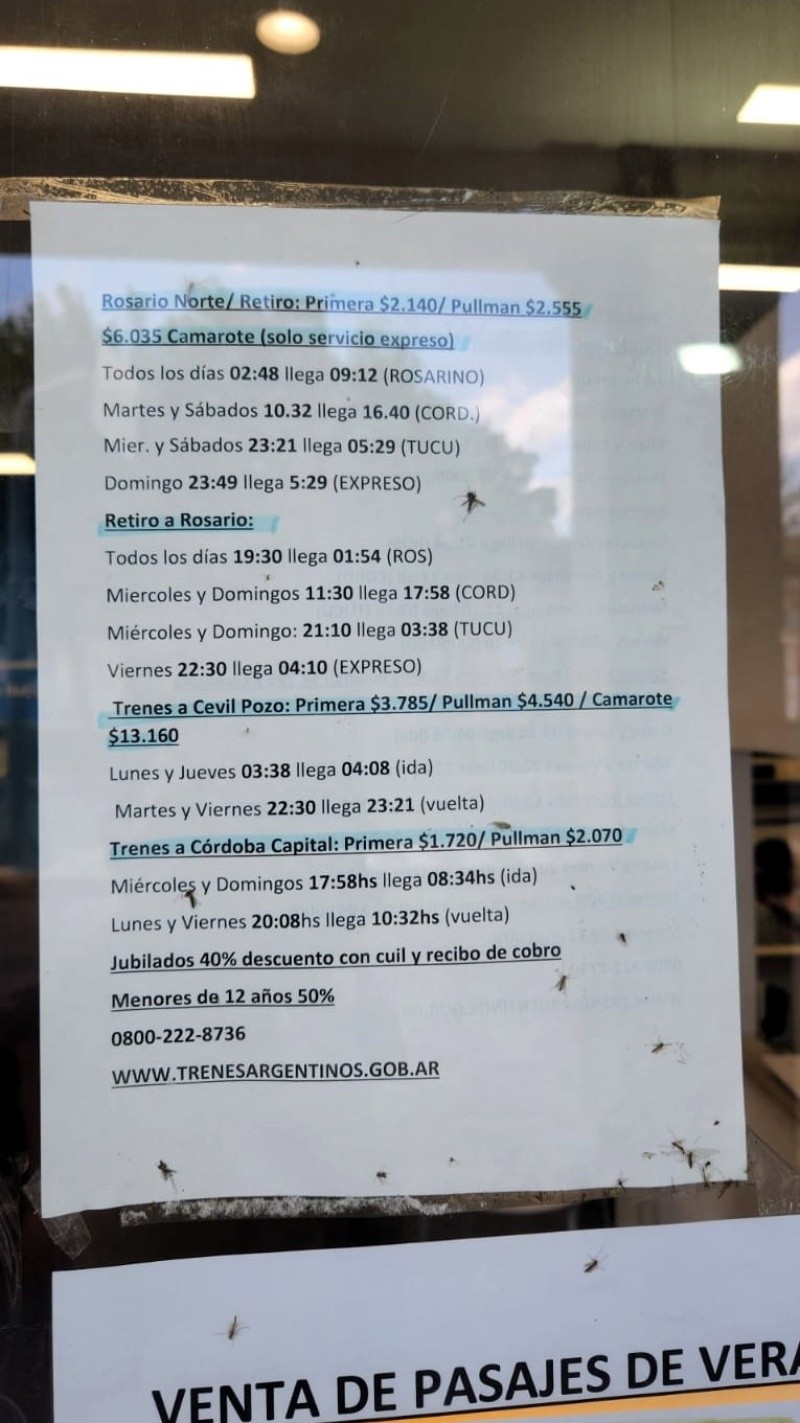 Rosario Norte/ Retiro: Primera $2.140/ Pullman $2.555
$6.035 Camarote (solo servicio expreso)
Todos los días 02:48 llega 09:12 (ROSARINO)
Martes y Sábados 10.32 llega 16.40 (CORD.)
Mier. y Sábados 23:21 llega 05:29 (TUCU)
Domingo 23:49 llega 5:29 (EXPRESO)
Retiro a Rosario:
Todos los días 19:30 llega 01:54 (ROS)
Miercoles y Domingos 11:30 llega 17:58 (CORD)
Miércoles y Domingo: 21:10 llega 03:38 (TUCU)
Viernes 22:30 llega 04:10 (EXPRESO)
Trenes a Cevil Pozo: Primera $3.785/ Pullman $4.540 / Camarote
$13.160
Lunes y Jueves 03:38 llega 04:08 (ida)
Martes y Viernes 22:30 llega 23:21 (vuelta)
Trenes a Córdoba Capital: Primera $1.720/ Pullman $2.070
Miércoles y Domingos 17:58hs llega 08:34hs (ida)
Lunes y Viernes 20:08hs llega 10:32hs (vuelta)
Jubilados 40% descuento con cuil y recibo de cobro
Menores de 12 años 50%
0800-222-8736
WWW.TRENESARGENTINOS.GOB.AR
VENTA DE PASAJES DE VERA